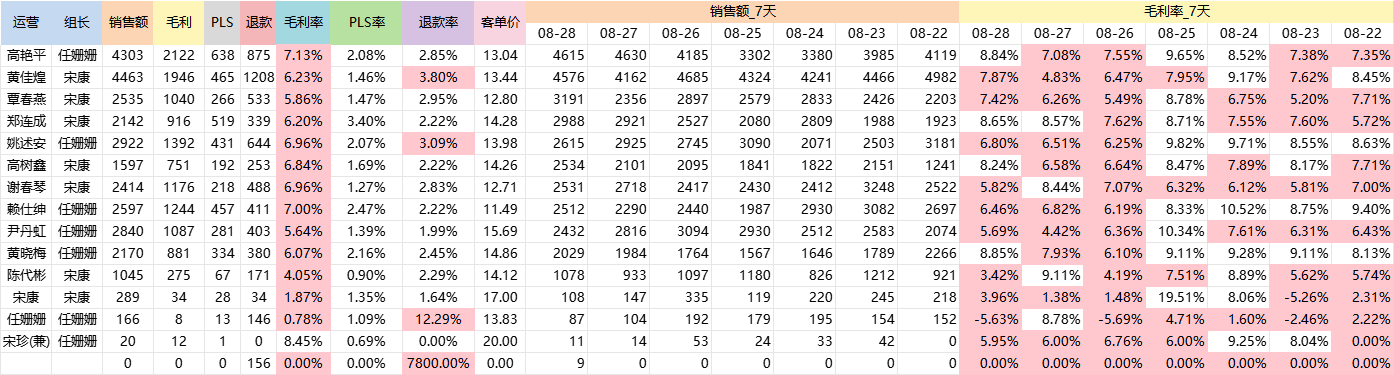 运营 组长 销售额 毛利 PLS 退款 毛利率 PLS率 退款率 客单价 销售额_7天 毛利率_7天
08-28 08-27 08-26 08-25 08-24 08-23 08-22 08-28 08-27 08-26 08-25 08-24 08-23 08-22
高艳平 任姗姗 4303 2122 638 875 7.13% 2.08% 2.85% 13.04 4615 4630 4185 3302 3380 3985 4119 8.84% 7.08% 7.55% 9.65% 8.52% 7.38% 7.35%
黄佳煌 宋康 4463 1946 465 1208 6.23% 1.46% 3.80% 13.44 4576 4162 4685 4324 4241 4466 4982 7.87% 4.83% 6.47% 7.95% 9.17% 7.62% 8.45%
覃春燕 宋康 2535 1040 266 533 5.86% 1.47% 2.95% 12.80 3191 2356 2897 2579 2833 2426 2203 7.42% 6.26% 5.49% 8.78% 6.75% 5.20% 7.71%
郑连成 宋康 2142 916 519 339 6.20% 3.40% 2.22% 14.28 2988 2921 2527 2080 2809 1988 1923 8.65% 8.57% 7.62% 8.71% 7.55% 7.60% 5.72%
姚述安 任姗姗 2922 1392 431 644 6.96% 2.07% 3.09% 13.98 2615 2925 2745 3090 2071 2503 3181 6.80% 6.51% 6.25% 9.82% 9.71% 8.55% 8.63%
高树鑫 宋康 1597 751 192 253 6.84% 1.69% 2.22% 14.26 2534 2101 2095 1841 1822 2151 1241 8.24% 6.58% 6.64% 8.47% 7.89% 8.17% 7.71%
谢春琴 宋康 2414 1176 218 488 6.96% 1.27% 2.83% 12.71 2531 2718 2417 2430 2412 3248 2522 5.82% 8.44% 7.07% 6.32% 6.12% 5.81% 7.00%
赖仕绅 任姗姗 2597 1244 457 411 7.00% 2.47% 2.22% 11.49 2512 2290 2440 1987 2930 3082 2697 6.46% 6.82% 6.19% 8.33% 10.52% 8.75% 9.40%
尹丹虹 任姗姗 2840 1087 281 403 5.64% 1.39% 1.99% 15.69 2432 2816 3094 2930 2512 2583 2074 5.69% 4.42% 6.36% 10.34% 7.61% 6.31% 6.43%
黄晓梅 任姗姗 2170 881 334 380 6.07% 2.16% 2.45% 14.86 2029 1984 1764 1567 1646 1789 2266 8.85% 7.93% 6.10% 9.11% 9.28% 9.11% 8.13%
陈代彬 宋康 1045 275 67 171 4.05% 0.90% 2.29% 14.12 1078 933 1097 1180 826 1212 921 3.42% 9.11% 4.19% 7.51% 8.89% 5.62% 5.74%
宋康 宋康 289 34 28 34 1.87% 1.35% 1.64% 17.00 108 147 335 119 220 245 218 3.96% 1.38% 1.48% 19.51% 8.06% -5.26% 2.31%
任姗姗 任姗姗 166 8 13 146 0.78% 1.09% 12.29% 13.83 87 104 192 179 195 154 152 -5.63% 8.78% -5.69% 4.71% 1.60% -2.46% 2.22%
宋珍(兼) 任姗姗 20 12 1 0 8.45% 0.69% 0.00% 20.00 11 14 53 24 33 42 0 5.95% 6.00% 6.76% 6.00% 9.25% 8.04% 0.00%
0 0 0 156 0.00% 0.00% 7800.00% 0.00 9 0 0 0 0 0 0 0.00% 0.00% 0.00% 0.00% 0.00% 0.00% 0.00%